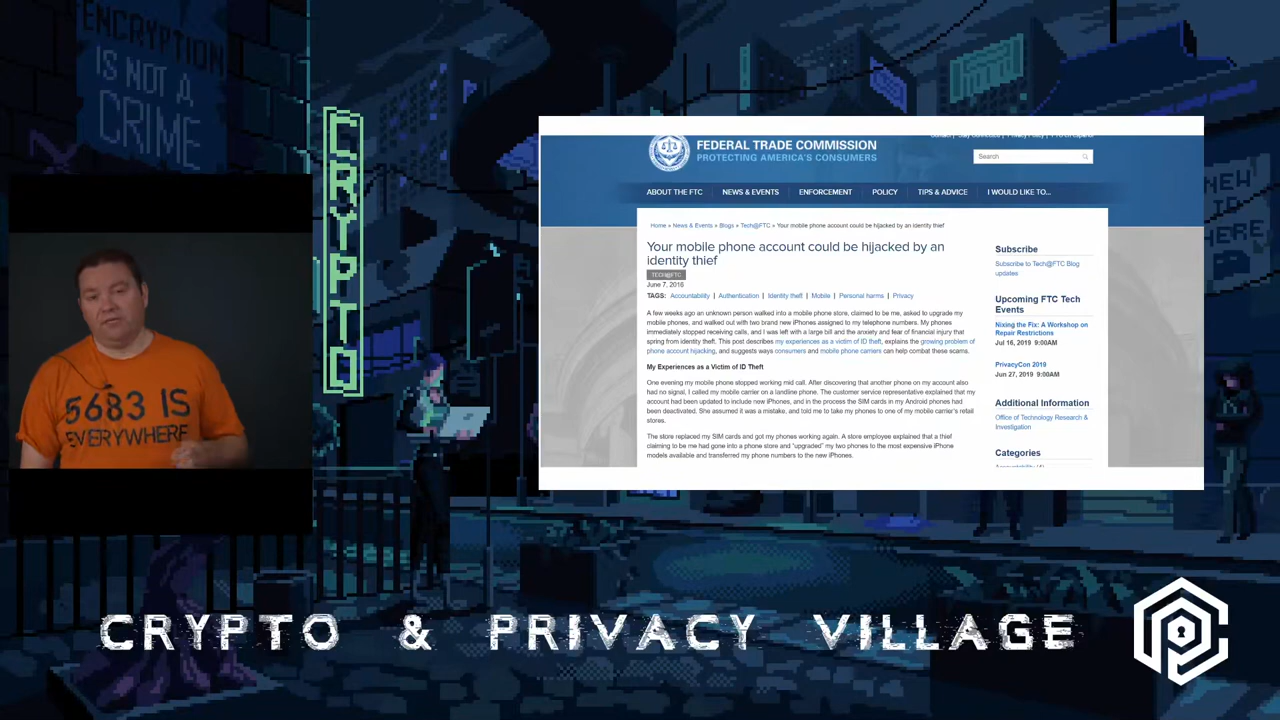 ENCRYPTION
IS NOT A
CRIME
CRYPTO
5683 IS
EVERYWHERE
FEDERAL TRADE COMMISSION
PROTECTING AMERICA'S CONSUMERS
Search
ABOUT THE FTC
NEWS & EVENTS
ENFORCEMENT
POLICY
TIPS & ADVICE
I WOULD LIKE TO...
Home » News & Events » Blogs » Tech@FTC » Your mobile phone account could be hijacked by an identity thief
Your mobile phone account could be hijacked by an
identity thief
TECH@FTC
June 7, 2016
TAGS: Accountability | Authentication | Identity theft | Mobile | Personal harms | Privacy
A few weeks ago an unknown person walked into a mobile phone store, claimed to be me, asked to upgrade my
mobile phones, and walked out with two brand new iPhones assigned to my telephone numbers. My phones
immediately stopped receiving calls, and I was left with a large bill and the anxiety and fear of financial injury that
spring from identity theft. This post describes my experiences as a victim of ID theft, explains the growing problem of
phone account hijacking, and suggests ways consumers and mobile phone carriers can help combat these scams.
My Experiences as a Victim of ID Theft
One evening my mobile phone stopped working mid call. After discovering that another phone on my account also
had no signal, I called my mobile carrier on a landline phone. The customer service representative explained that my
account had been updated to include new iPhones, and in the process the SIM cards in my Android phones had
been deactivated. She assumed it was a mistake, and told me to take my phones to one of my mobile carrier's retail
stores.
The store replaced my SIM cards and got my phones working again. A store employee explained that a thief
claiming to be me had gone into a phone store and "upgraded" my two phones to the most expensive iPhone
models available and transferred my phone numbers to the new iPhones.
Subscribe
Subscribe to Tech@FTC Blog
updates
Upcoming FTC Tech
Events
Nixing the Fix: A Workshop on
Repair Restrictions
Jul 16, 2019 9:00AM
PrivacyCon 2019
Jun 27, 2019 9:00AM
Additional Information
Office of Technology Research &
Investigation
Categories
NEW
TO
HERE
CRYPTO & PRIVACY VILLAGE